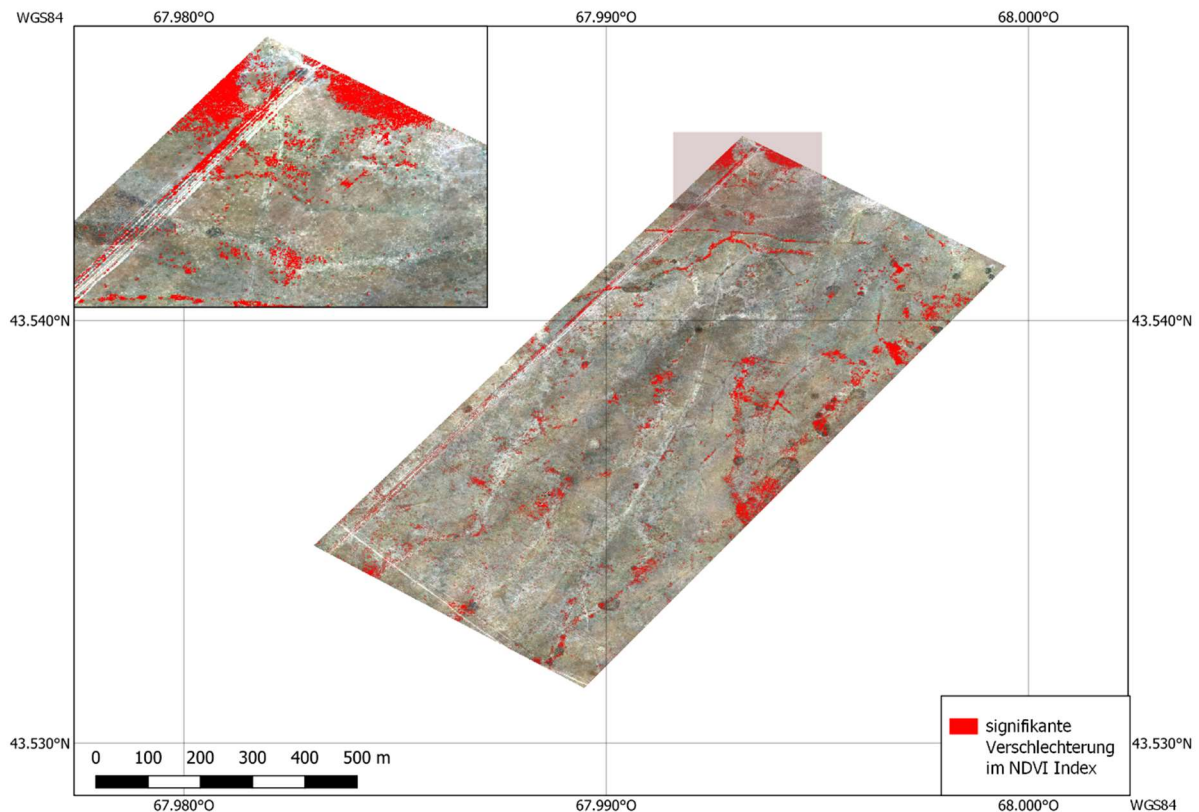 WGS84
67.980°O
67.990°O
68.000°O
43.540°N
43.540°N
signifikante
Verschlechterung
im NDVI Index
43.530°N
43.530°N
0 100 200 300 400 500 m
67.980°O
67.990°O
68.000°O
WGS84